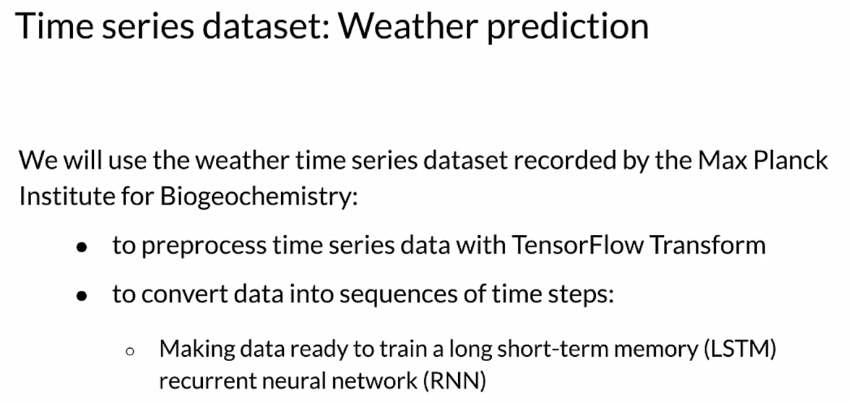 Time series dataset: Weather prediction
We will use the weather time series dataset recorded by the Max Planck
Institute for Biogeochemistry:
● to preprocess time series data with TensorFlow Transform
● to convert data into sequences of time steps:
○ Making data ready to train a long short-term memory (LSTM)
recurrent neural network (RNN)